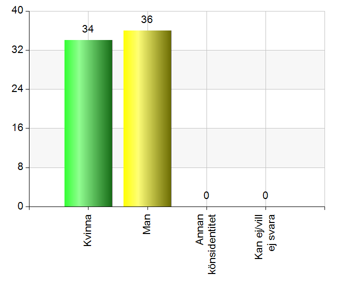 40
32
24
16
8
0
34
36
0
0
Kvinna
Man
Annan
könsidentitet
Kan ej/vill
ej svara